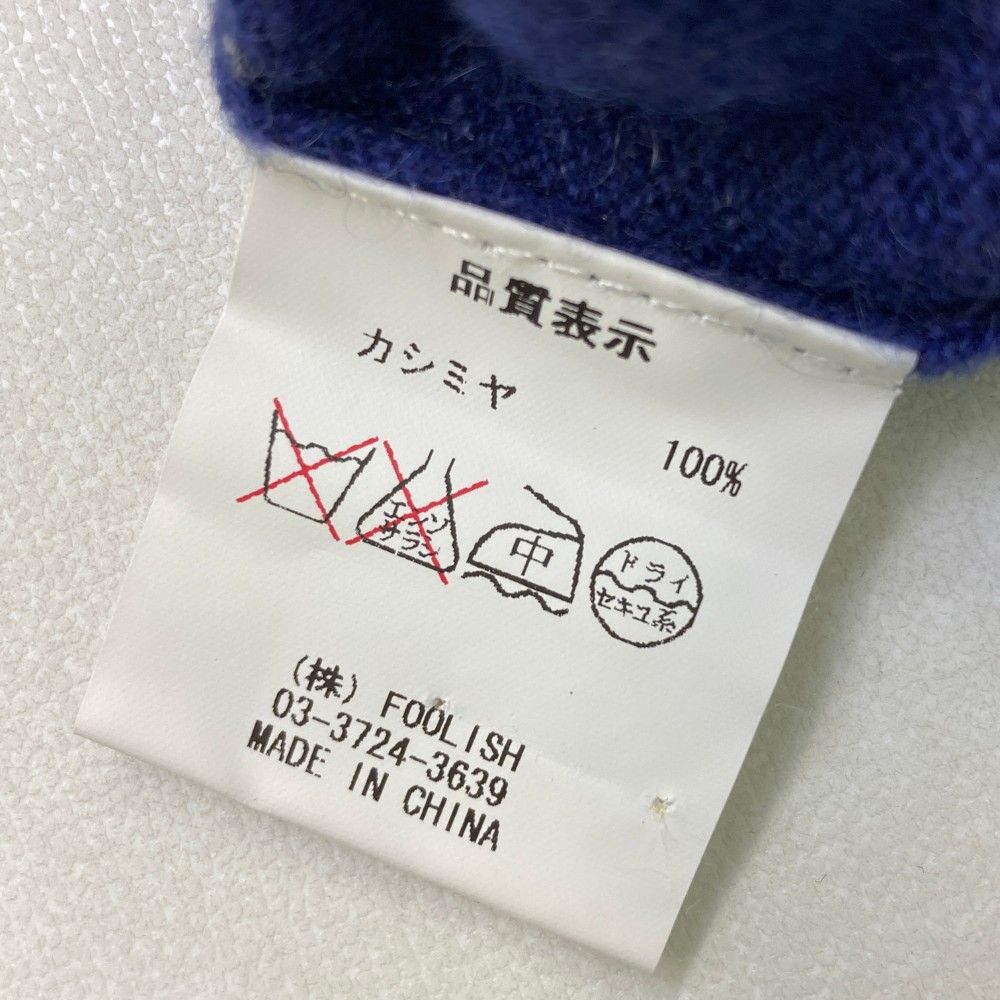 品質表示
カシミヤ 100%
エンソ
サラシ
中
ドライ
セキユ系
(株) FOOLISH
03-3724-3639
MADE IN CHINA